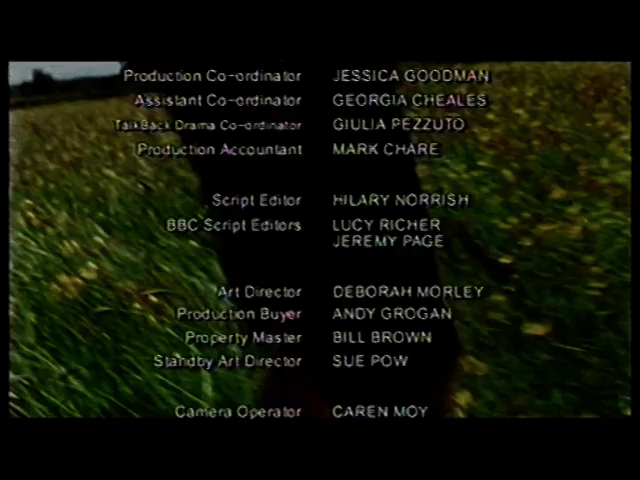 Production Co-ordinator JESSICA GOODMAN
Assistant Co-ordinator GEORGIA CHEALES
TalkBack Drama Co-ordinator GIULIA PEZZUTO
Production Accountant MARK CHARE
Script Editor HILARY NORRISH
BBC Script Editors LUCY RICHER
JEREMY PAGE
Art Director DEBORAH MORLEY
Production Buyer ANDY GROGAN
Property Master BILL BROWN
Standby Art Director SUE POW
Camera Operator CAREN MOY